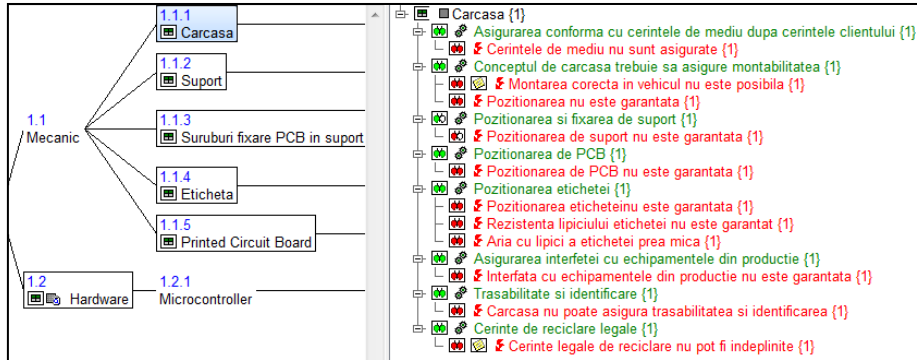 1.1.1
Carcasa
1.1.2
Suport
1.1
Mecanic
1.1.3
Suruburi fixare PCB in suport
1.1.4
Eticheta
1.1.5
Printed Circuit Board
1.2
Hardware
1.2.1
Microcontroller
Carcasa {1}
Asigurarea conforma cu cerintele de mediu dupa cerintele clientului {1}
Cerintele de mediu nu sunt asigurate {1}
Conceptul de carcasa trebuie sa asigure montabilitatea {1}
Montarea corecta in vehicul nu este posibila {1}
Pozitionarea nu este garantata {1}
Pozitionarea si fixarea de suport {1}
Pozitionarea de suport nu este garantata {1}
Pozitionarea de PCB {1}
Pozitionarea de PCB nu este garantata {1}
Pozitionarea etichetei {1}
Pozitionarea eticheteinu este garantata {1}
Rezistenta lipiciului etichetei nu este garantat {1}
Aria cu lipici a etichetei prea mica {1}
Asigurarea interfetei cu echipamentele din productie {1}
Interfata cu echipamentele din productie nu este garantata {1}
Trasabilitate si identificare {1}
Carcasa nu poate asigura trasabilitatea si identificarea {1}
Cerinte de reciclare legale {1}
Cerinte legale de reciclare nu pot fi indeplinite {1}